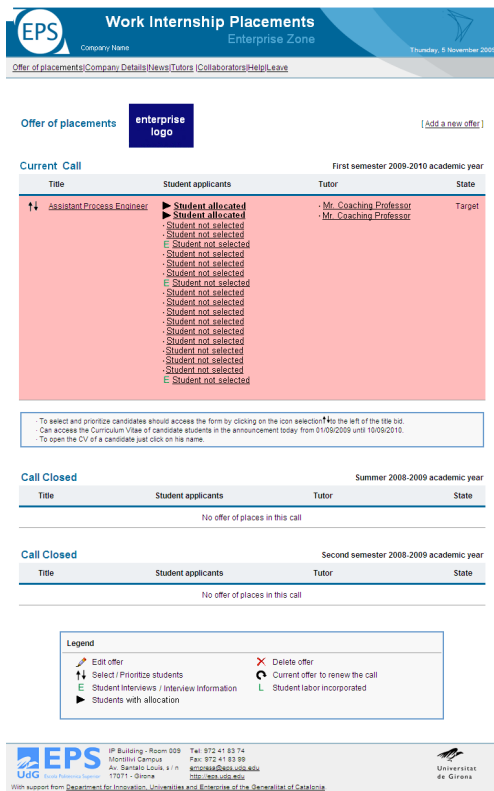 EPS
Work Internship Placements
Enterprise Zone
Company Name
Thursday, 5 November 2009
Offer of placements|Company Details|News|Tutors |Collaborators|Help|Leave
Offer of placements
enterprise
logo
[ Add a new offer ]
Current Call
First semester 2009-2010 academic year
Title Student applicants Tutor State
Assistant Process Engineer Student allocated · Mr. Coaching Professor Target
Student allocated · Mr. Coaching Professor
· Student not selected
· Student not selected
E Student not selected
· Student not selected
· Student not selected
· Student not selected
E Student not selected
· Student not selected
· Student not selected
· Student not selected
· Student not selected
· Student not selected
· Student not selected
· Student not selected
· Student not selected
· Student not selected
E Student not selected
· To select and prioritize candidates should access the form by clicking on the icon selection to the left of the title bid.
· Can access the Curriculum Vitae of candidate students in the announcement today from 01/09/2009 until 10/09/2010.
· To open the CV of a candidate just click on his name.
Call Closed
Summer 2008-2009 academic year
Title Student applicants Tutor State
No offer of places in this call
Call Closed
Second semester 2008-2009 academic year
Title Student applicants Tutor State
No offer of places in this call
Legend
Edit offer Delete offer
Select / Prioritize students Current offer to renew the call
E Student Interviews / Interview Information L Student labor incorporated
Students with allocation
UdG
EPS
Escola Politècnica Superior
IP Building - Room 009 Tel: 972 41 83 74
Montilivi Campus Fax: 972 41 83 99
Av. Santaló Louis, s / n empresa@eps.udg.edu
17071 - Girona http://eps.udg.edu
Universitat
de Girona
With support from Department for Innovation, Universities and Enterprise of the Generalitat of Catalonia.